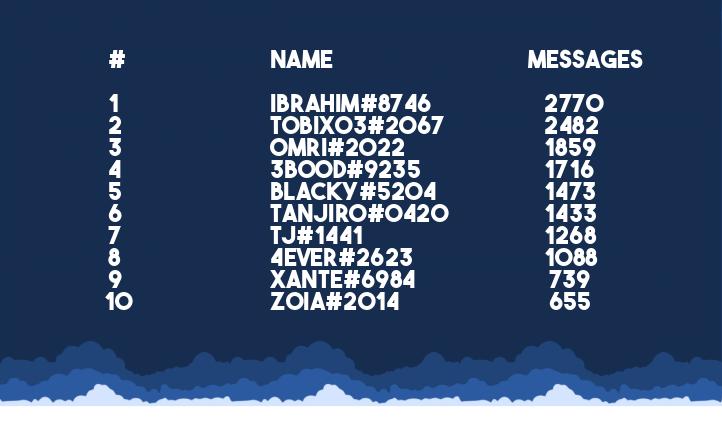 # NAME MESSAGES
1 IBRAHIM#8746 2770
2 TOBIXO3#2067 2482
3 OMRI#2022 1859
4 3BOOD#9235 1716
5 BLACKY#5204 1473
6 TANJIRO#0420 1433
7 TJ#1441 1268
8 4EVER#2623 1088
9 XANTE#6984 739
10 ZOIA#2014 655